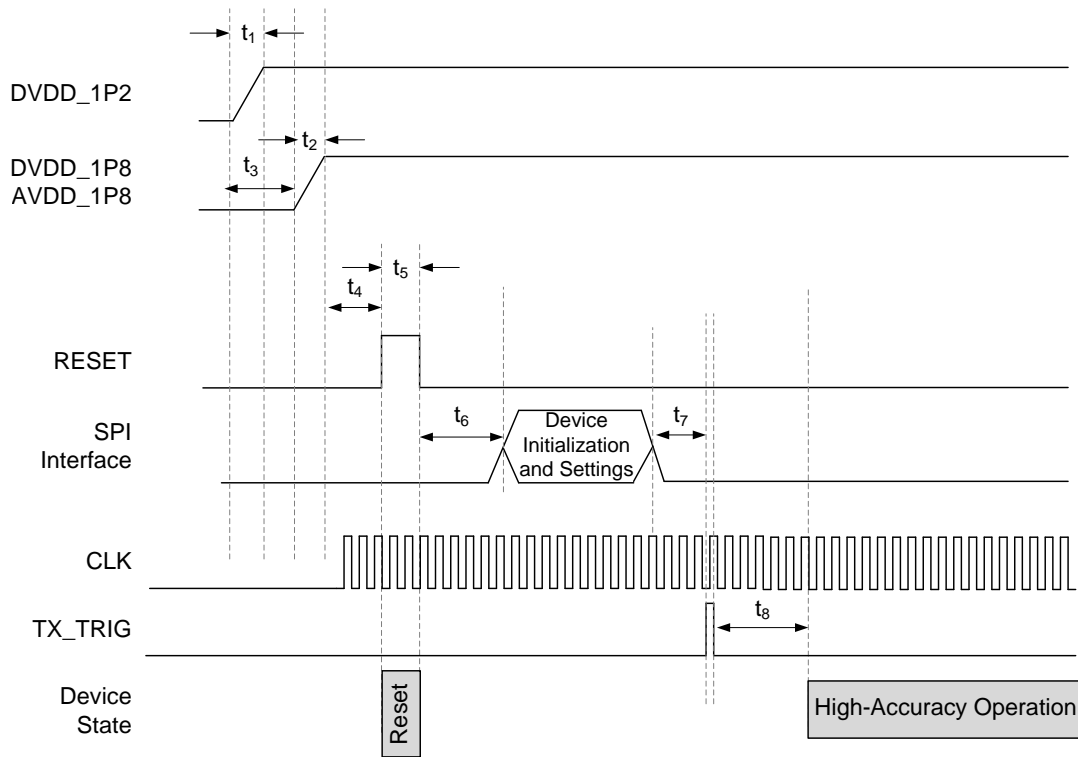 t1
DVDD_1P2
t2
DVDD_1P8
AVDD_1P8
t3
t5
t4
RESET
t6
Device
Initialization
and Settings
t7
SPI
Interface
CLK
TX_TRIG
t8
Device
State
Reset
High-Accuracy Operation